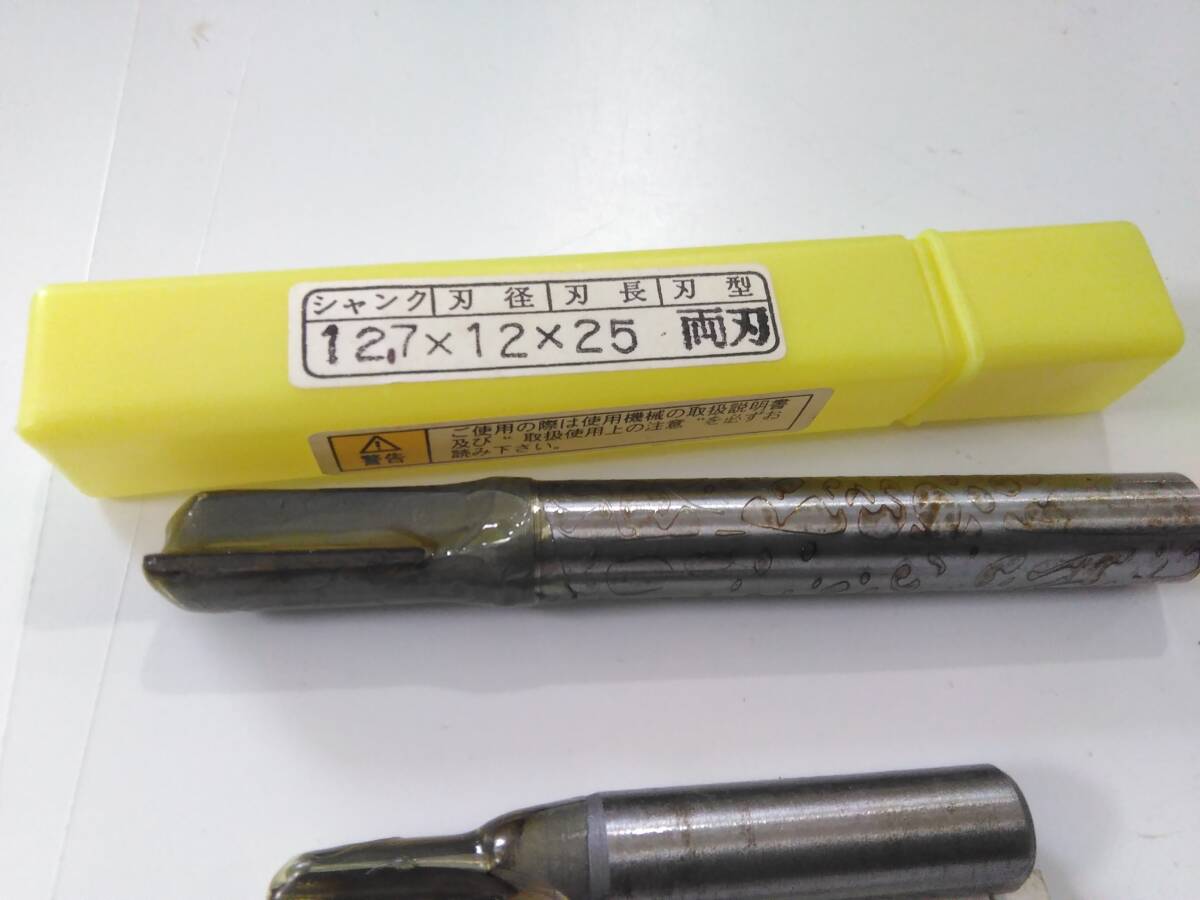 シャンク 刃径 刃長 刃型
12.7×12×25 両刃
ご使用の際は使用機械の取扱説明書
及び“取扱使用上の注意”を必ずお
読み下さい。
警告